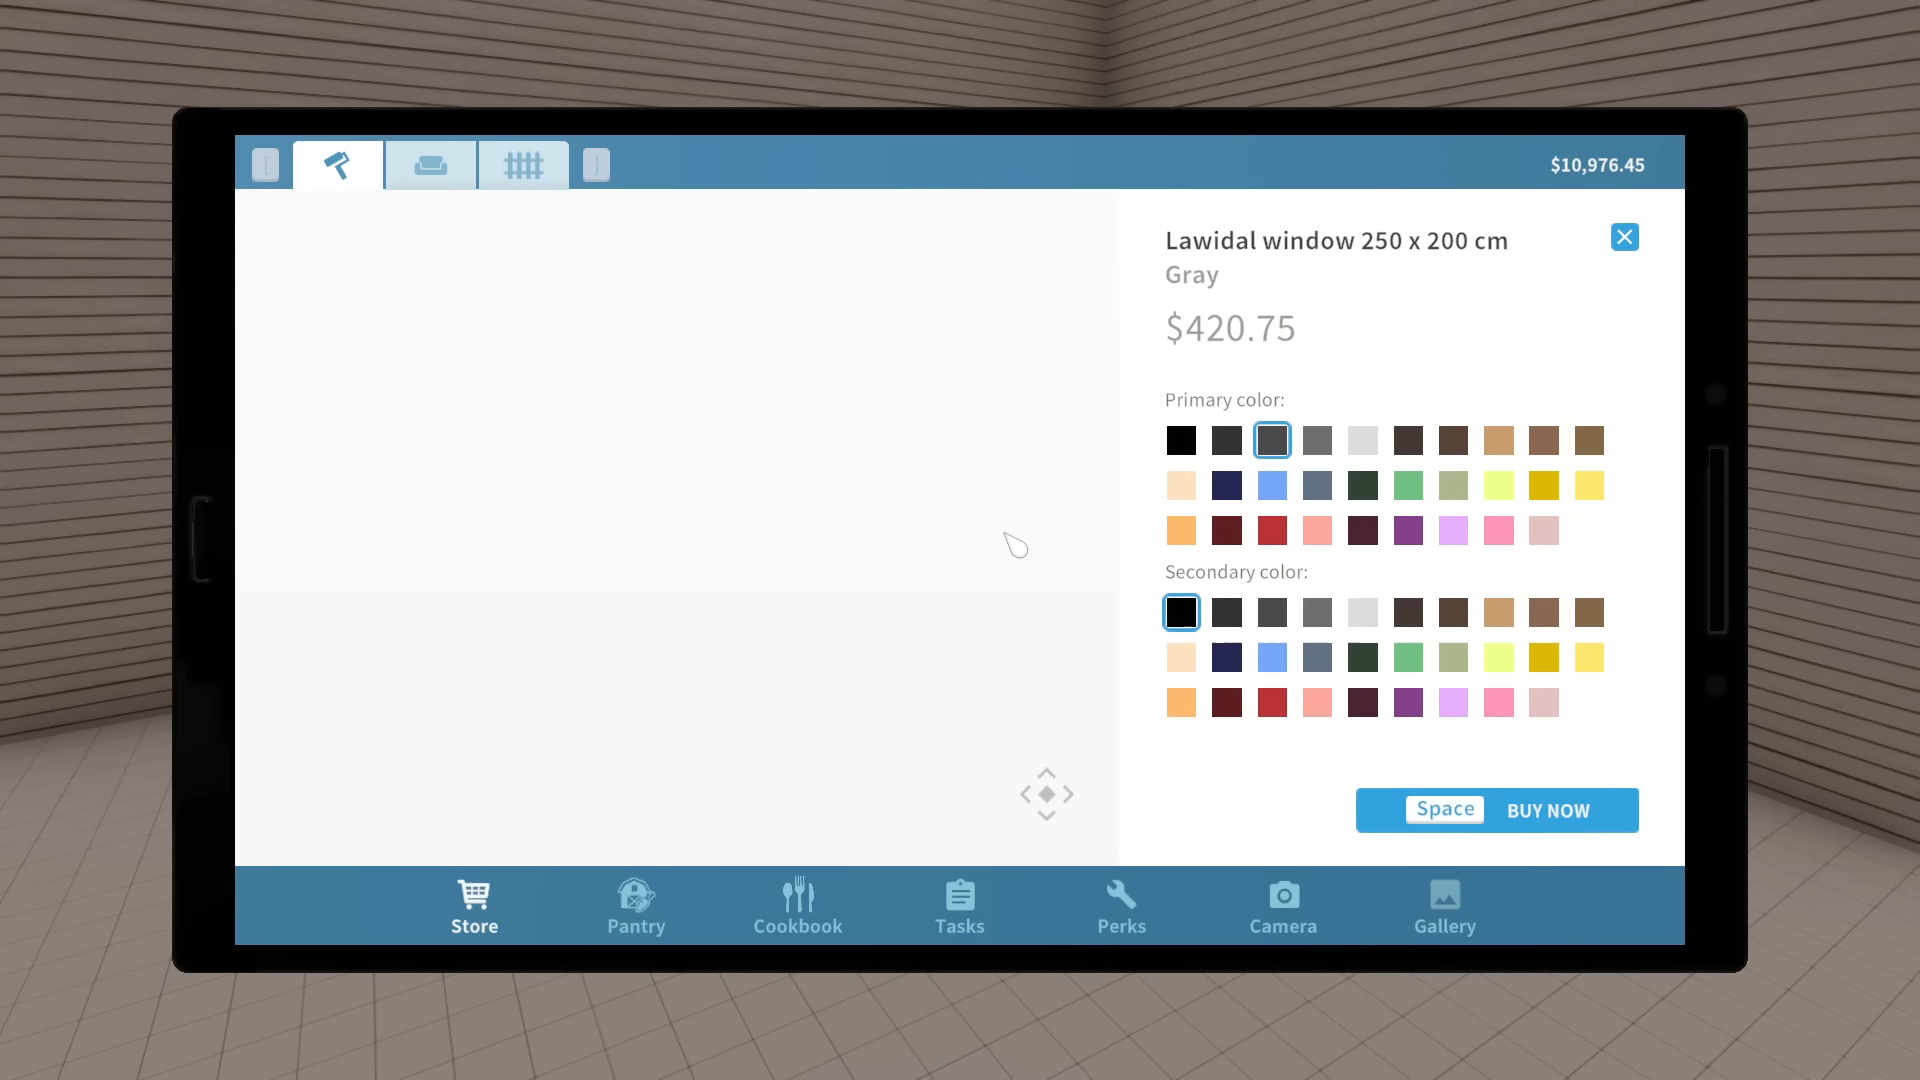 [
]
$10,976.45
Lawidal window 250 x 200 cm
Gray
$420.75
Primary color:
Secondary color:
Space BUY NOW
Store Pantry Cookbook Tasks Perks Camera Gallery